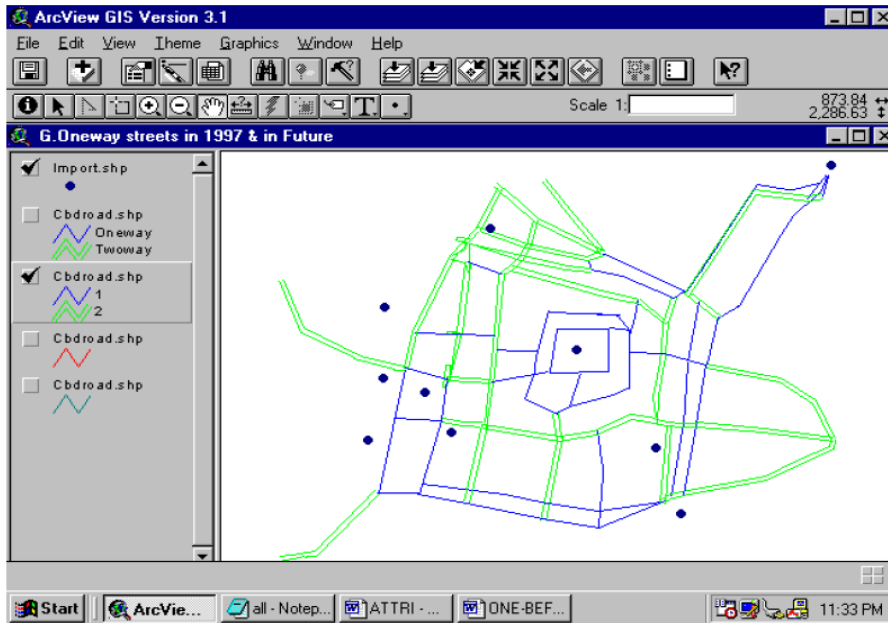 ArcView GIS Version 3.1
File Edit View Theme Graphics Window Help
Scale 1: 873.84
2,286.63
G.Oneway streets in 1997 & in Future
Import.shp
Cbdroad.shp
Oneway
Twoway
Cbdroad.shp
1
2
Cbdroad.shp
Cbdroad.shp
Start ArcVie... all - Notep... ATTRI - ... ONE-BEF... 11:33 PM